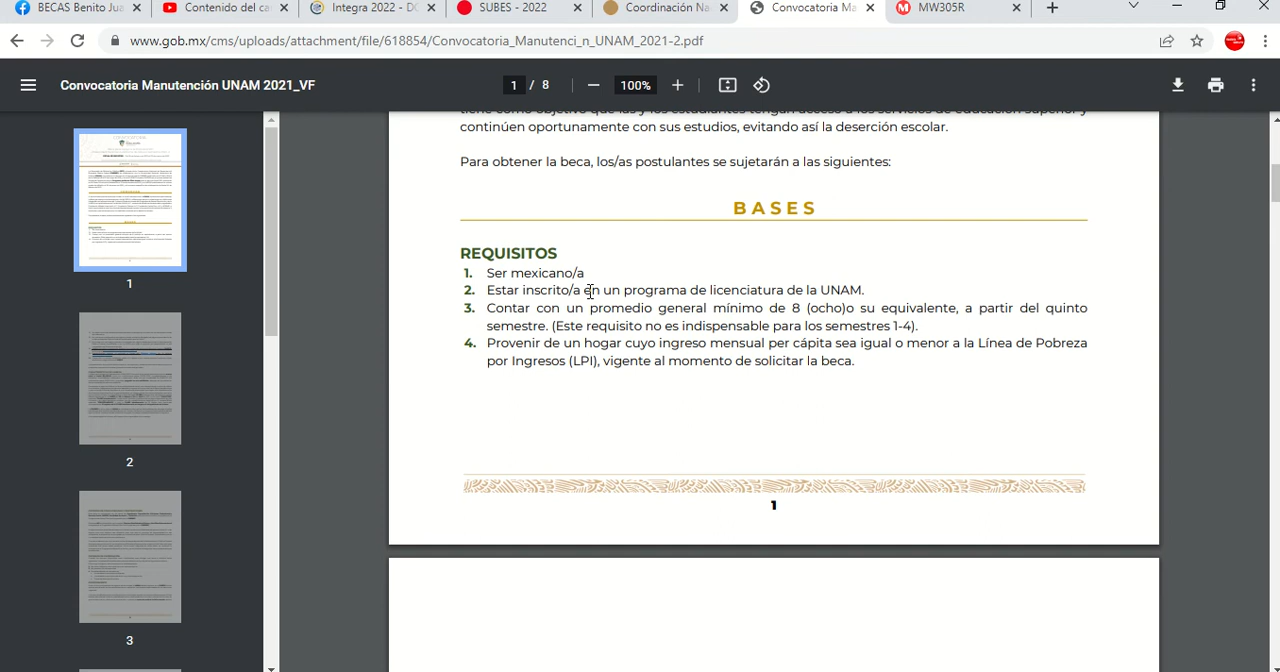 BECAS Benito Jua
Contenido del ca
Integra 2022 - DO
SUBES - 2022
Coordinación Na
Convocatoria Ma
MW305R
www.gob.mx/cms/uploads/attachment/file/618854/Convocatoria_Manutenci_n_UNAM_2021-2.pdf
Convocatoria Manutención UNAM 2021_VF
1 / 8
100%
continúen oportunamente con sus estudios, evitando así la deserción escolar.
Para obtener la beca, los/as postulantes se sujetarán a las siguientes:
BASES
REQUISITOS
1. Ser mexicano/a
2. Estar inscrito/a en un programa de licenciatura de la UNAM.
3. Contar con un promedio general mínimo de 8 (ocho)o su equivalente, a partir del quinto
semestre. (Este requisito no es indispensable para los semestres 1-4).
4. Provenir de un hogar cuyo ingreso mensual per cápita sea igual o menor a la Línea de Pobreza
por Ingresos (LPI), vigente al momento de solicitar la beca.
1
1
2
3